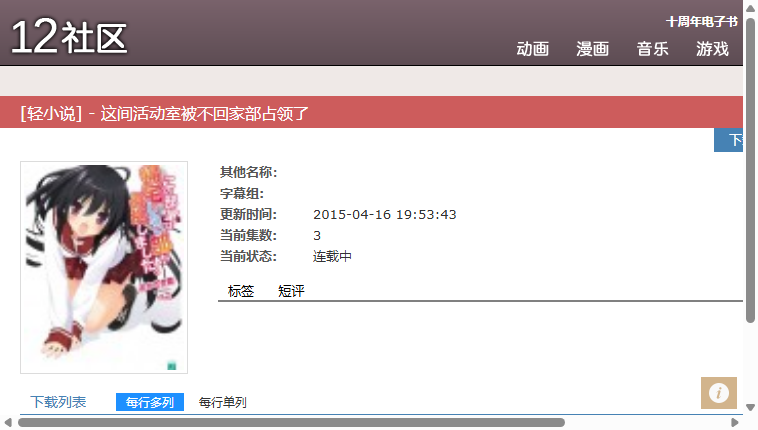 十周年电子书
12社区
动画 漫画 音乐 游戏
[轻小说] - 这间活动室被不回家部占领了
下
其他名称：
字幕组：
更新时间： 2015-04-16 19:53:43
当前集数： 3
当前状态： 连载中
标签 短评
下载列表 每行多列 每行单列